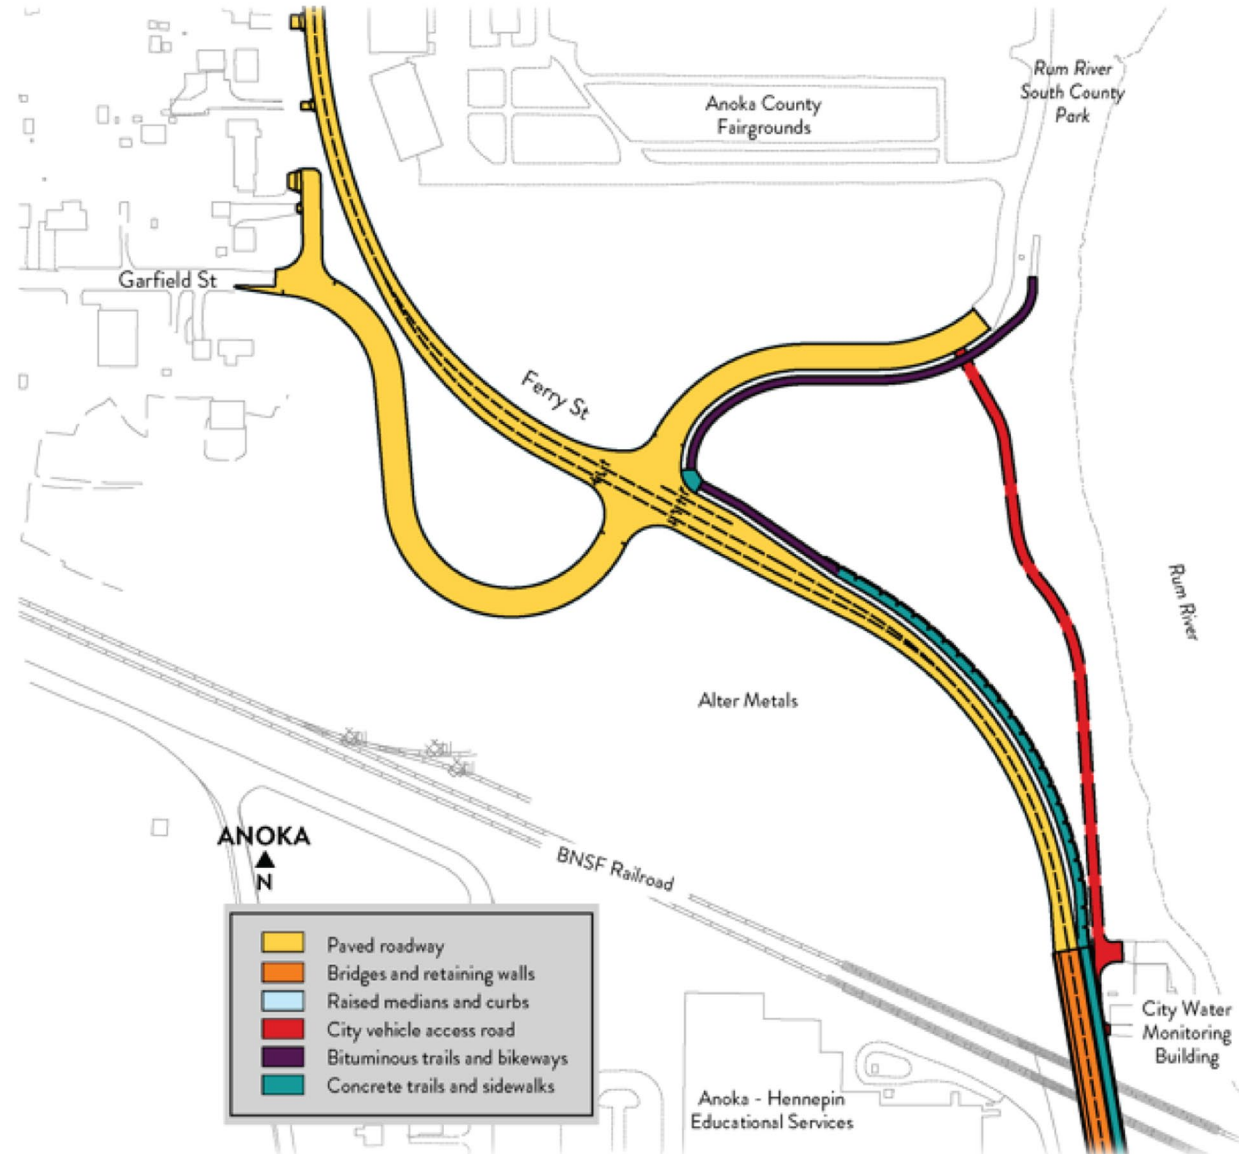 Rum River
South County
Park
Anoka County
Fairgrounds
Garfield St
Ferry St
Rum River
Alter Metals
ANOKA
N
BNSF Railroad
Paved roadway
Bridges and retaining walls
Raised medians and curbs
City vehicle access road
Bituminous trails and bikeways
Concrete trails and sidewalks
City Water
Monitoring
Building
Anoka - Hennepin
Educational Services